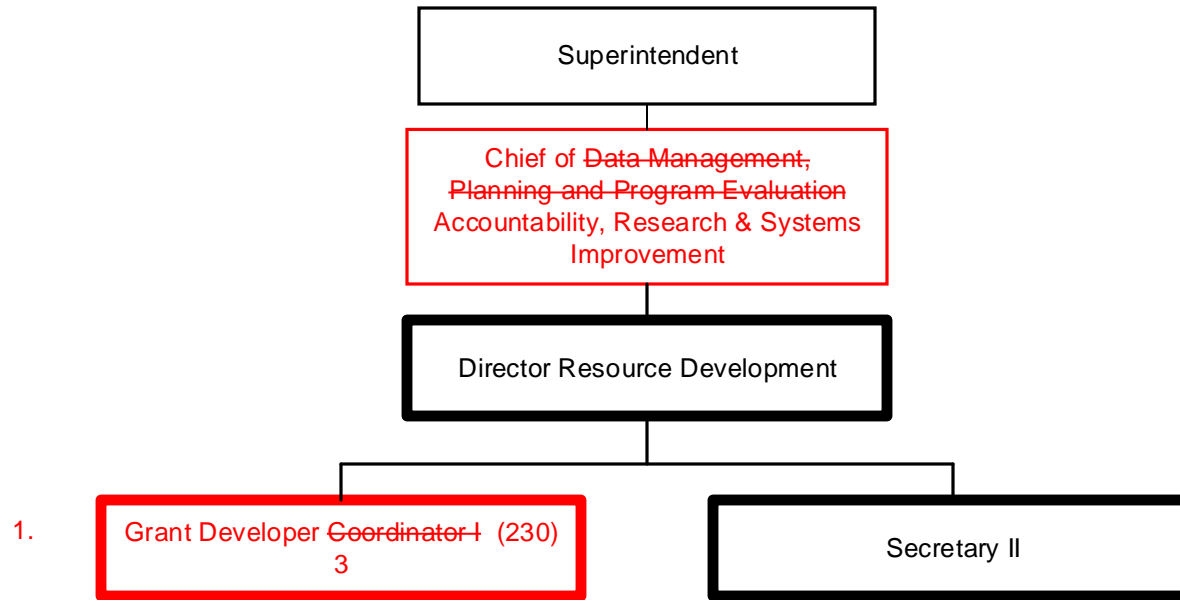 Superintendent
Chief of Data Management,
Planning and Program Evaluation
Accountability, Research & Systems
Improvement
Director Resource Development
1.
Grant Developer Coordinator I (230)
3
Secretary II